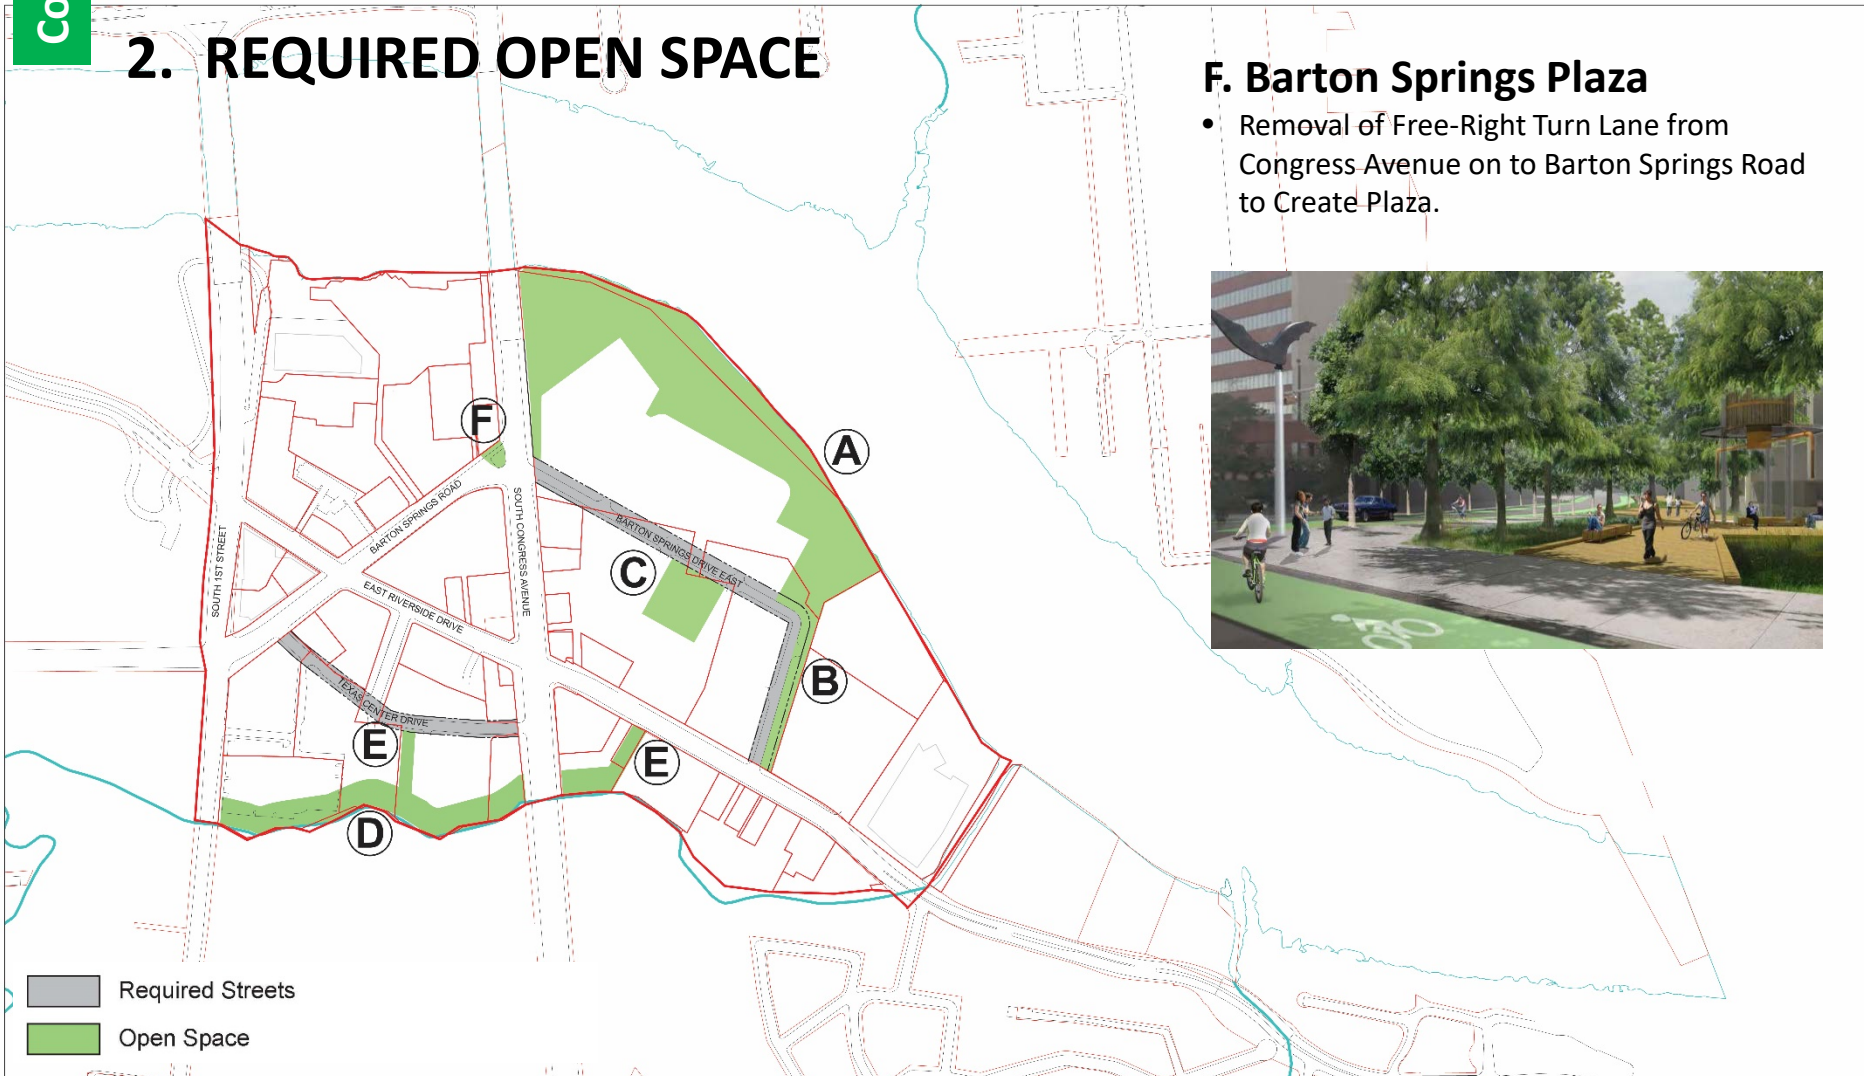 Co
2. REQUIRED OPEN SPACE
F. Barton Springs Plaza
• Removal of Free-Right Turn Lane from
Congress Avenue on to Barton Springs Road
to Create Plaza.
F
A
BARTON SPRINGS ROAD
SOUTH CONGRESS AVENUE
BARTON SPRINGS DRIVE EAST
SOUTH 1ST STREET
C
EAST RIVERSIDE DRIVE
B
TEXAS CENTER DRIVE
E
E
D
Required Streets
Open Space